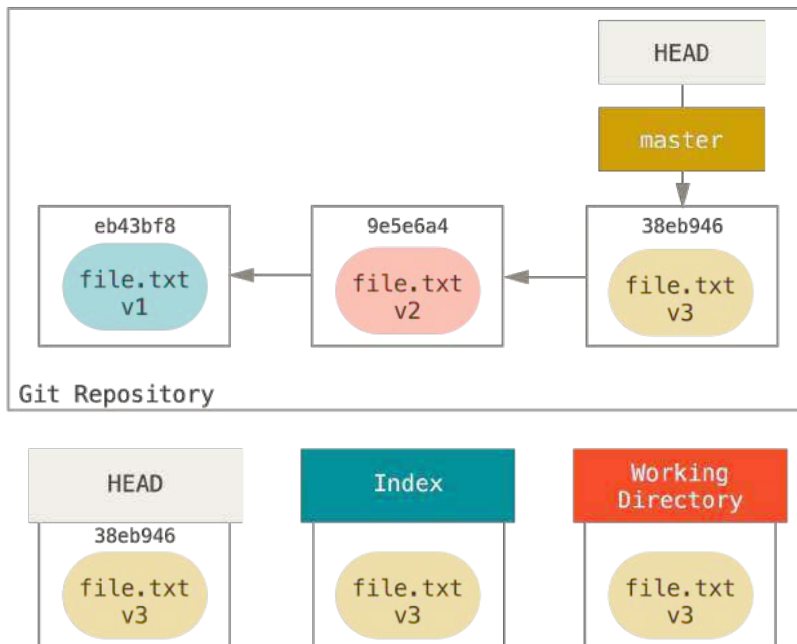 HEAD
master
eb43bf8
9e5e6a4
38eb946
file.txt
v1
file.txt
v2
file.txt
v3
Git Repository
HEAD
Index
Working
Directory
38eb946
file.txt
v3
file.txt
v3
file.txt
v3